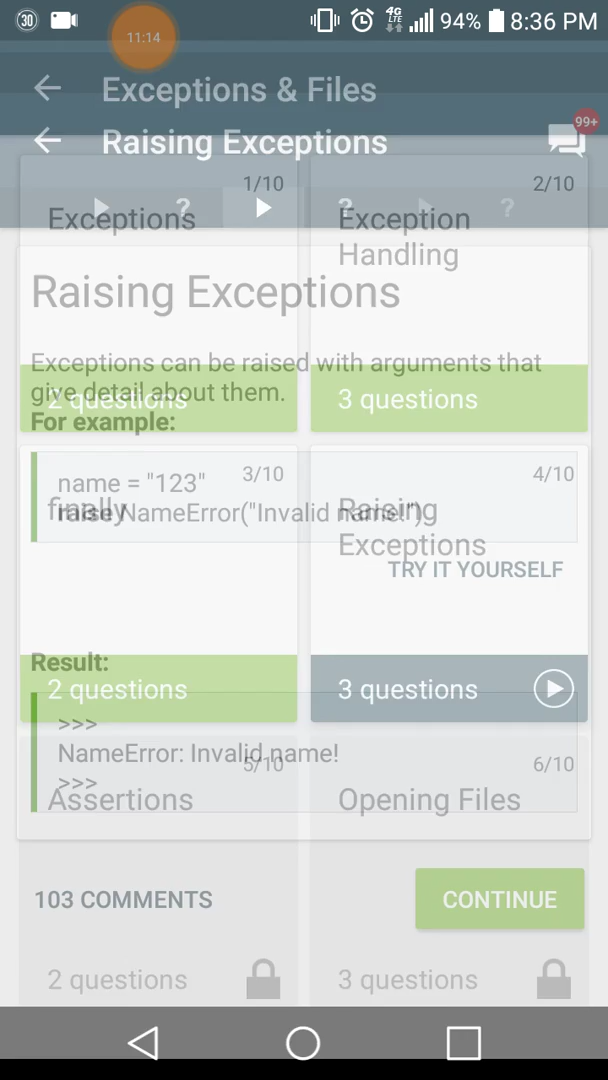 30
11:14
4G LTE
94%
8:36 PM
Exceptions & Files
Raising Exceptions
99+
1/10
2/10
Exceptions
?
?
?
Exception
Handling
Raising Exceptions
Exceptions can be raised with arguments that
give detail about them.
2 questions
3 questions
For example:
3/10
4/10
name = "123"
raise NameError("Invalid name!")
finally
Raising
Exceptions
TRY IT YOURSELF
Result:
2 questions
3 questions
>>>
NameError: Invalid name!
>>>
5/10
6/10
Assertions
Opening Files
103 COMMENTS
CONTINUE
2 questions
3 questions